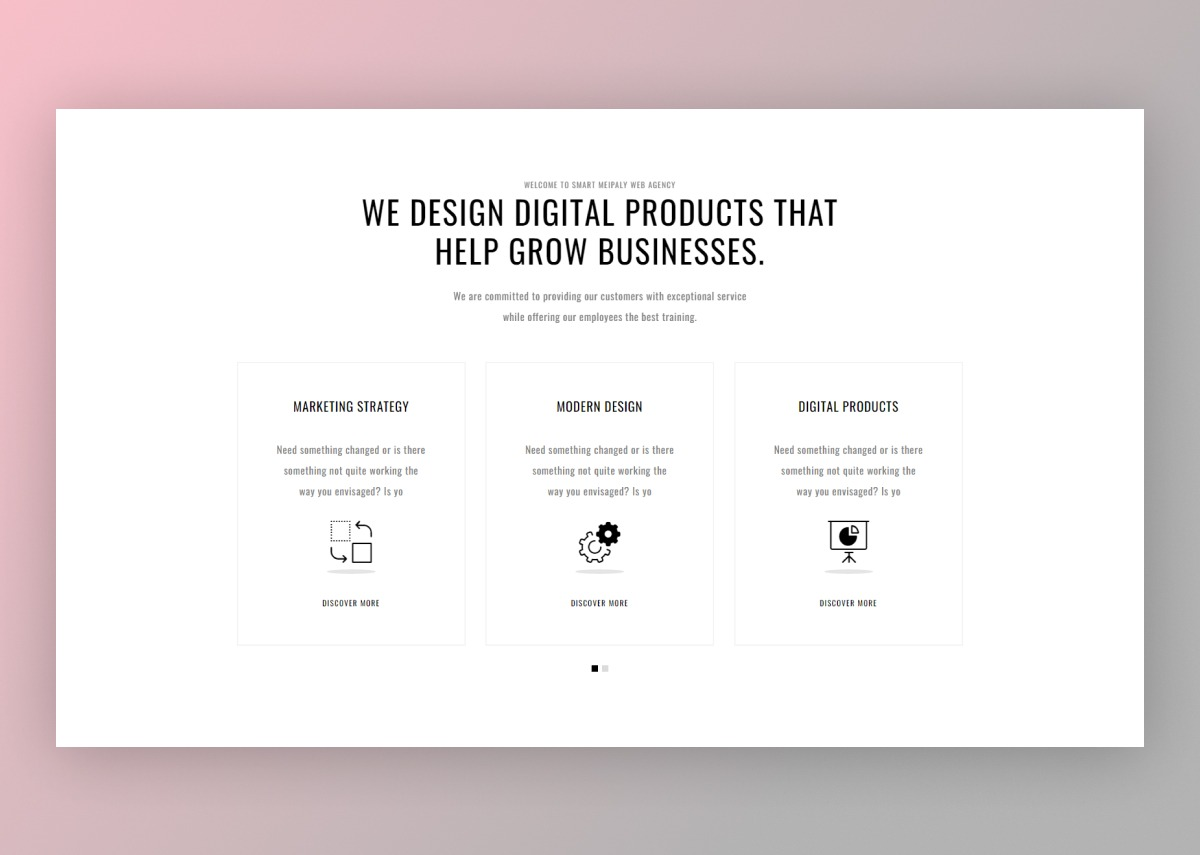 WELCOME TO SMART MEIPALY WEB AGENCY
WE DESIGN DIGITAL PRODUCTS THAT
HELP GROW BUSINESSES.
We are committed to providing our customers with exceptional service
while offering our employees the best training.
MARKETING STRATEGY
Need something changed or is there
something not quite working the
way you envisaged? Is yo
DISCOVER MORE
MODERN DESIGN
Need something changed or is there
something not quite working the
way you envisaged? Is yo
DISCOVER MORE
DIGITAL PRODUCTS
Need something changed or is there
something not quite working the
way you envisaged? Is yo
DISCOVER MORE